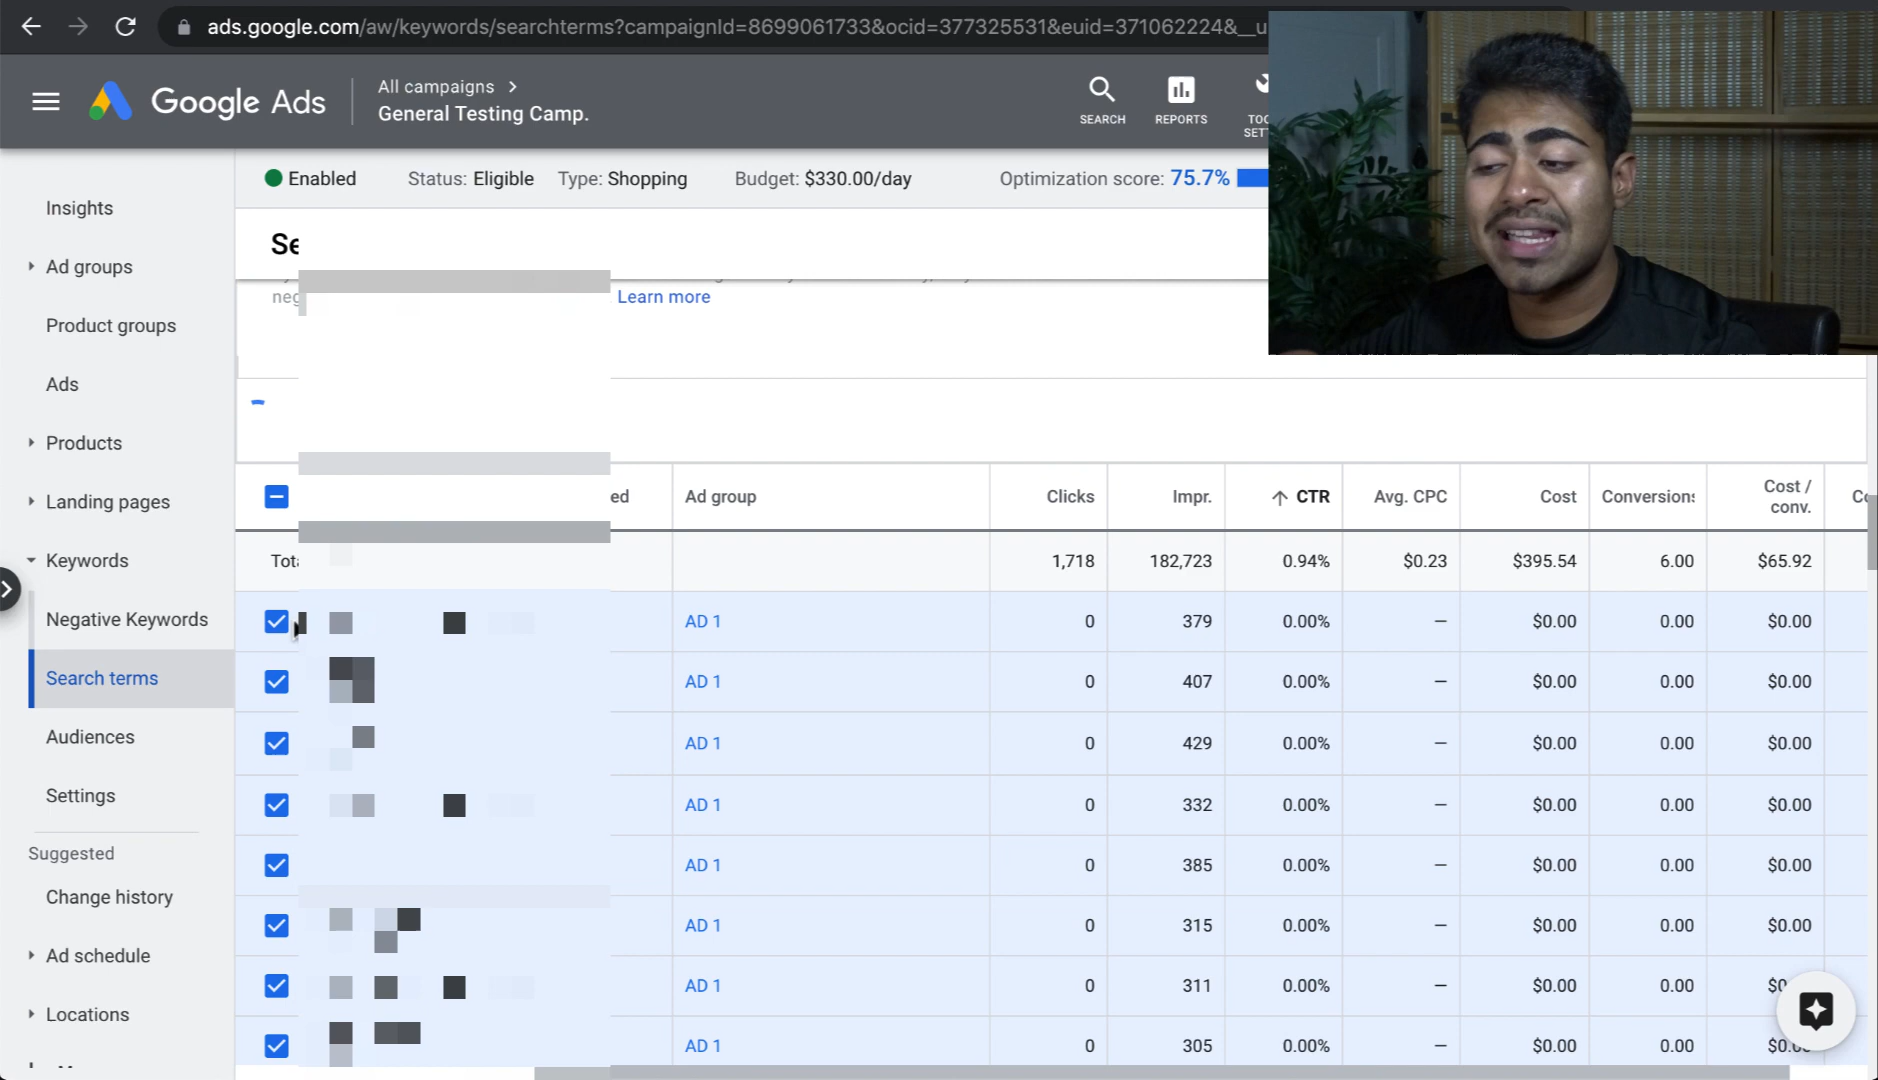 ads.google.com/aw/keywords/searchterms?campaignId=8699061733&ocid=377325531&euid=371062224&__u
Google Ads
All campaigns
General Testing Camp.
SEARCH
REPORTS
Enabled
Status: Eligible
Type: Shopping
Budget: $330.00/day
Optimization score: 75.7%
Insights
Ad groups
Product groups
Ads
Products
Landing pages
Keywords
Negative Keywords
Search terms
Audiences
Settings
Suggested
Change history
Ad schedule
Locations
Learn more
Ad group Clicks Impr. CTR Avg. CPC Cost Conversions Cost / conv.
1,718 182,723 0.94% $0.23 $395.54 6.00 $65.92
AD 1 0 379 0.00% — $0.00 0.00 $0.00
AD 1 0 407 0.00% — $0.00 0.00 $0.00
AD 1 0 429 0.00% — $0.00 0.00 $0.00
AD 1 0 332 0.00% — $0.00 0.00 $0.00
AD 1 0 385 0.00% — $0.00 0.00 $0.00
AD 1 0 315 0.00% — $0.00 0.00 $0.00
AD 1 0 311 0.00% — $0.00 0.00
AD 1 0 305 0.00% — $0.00 0.00